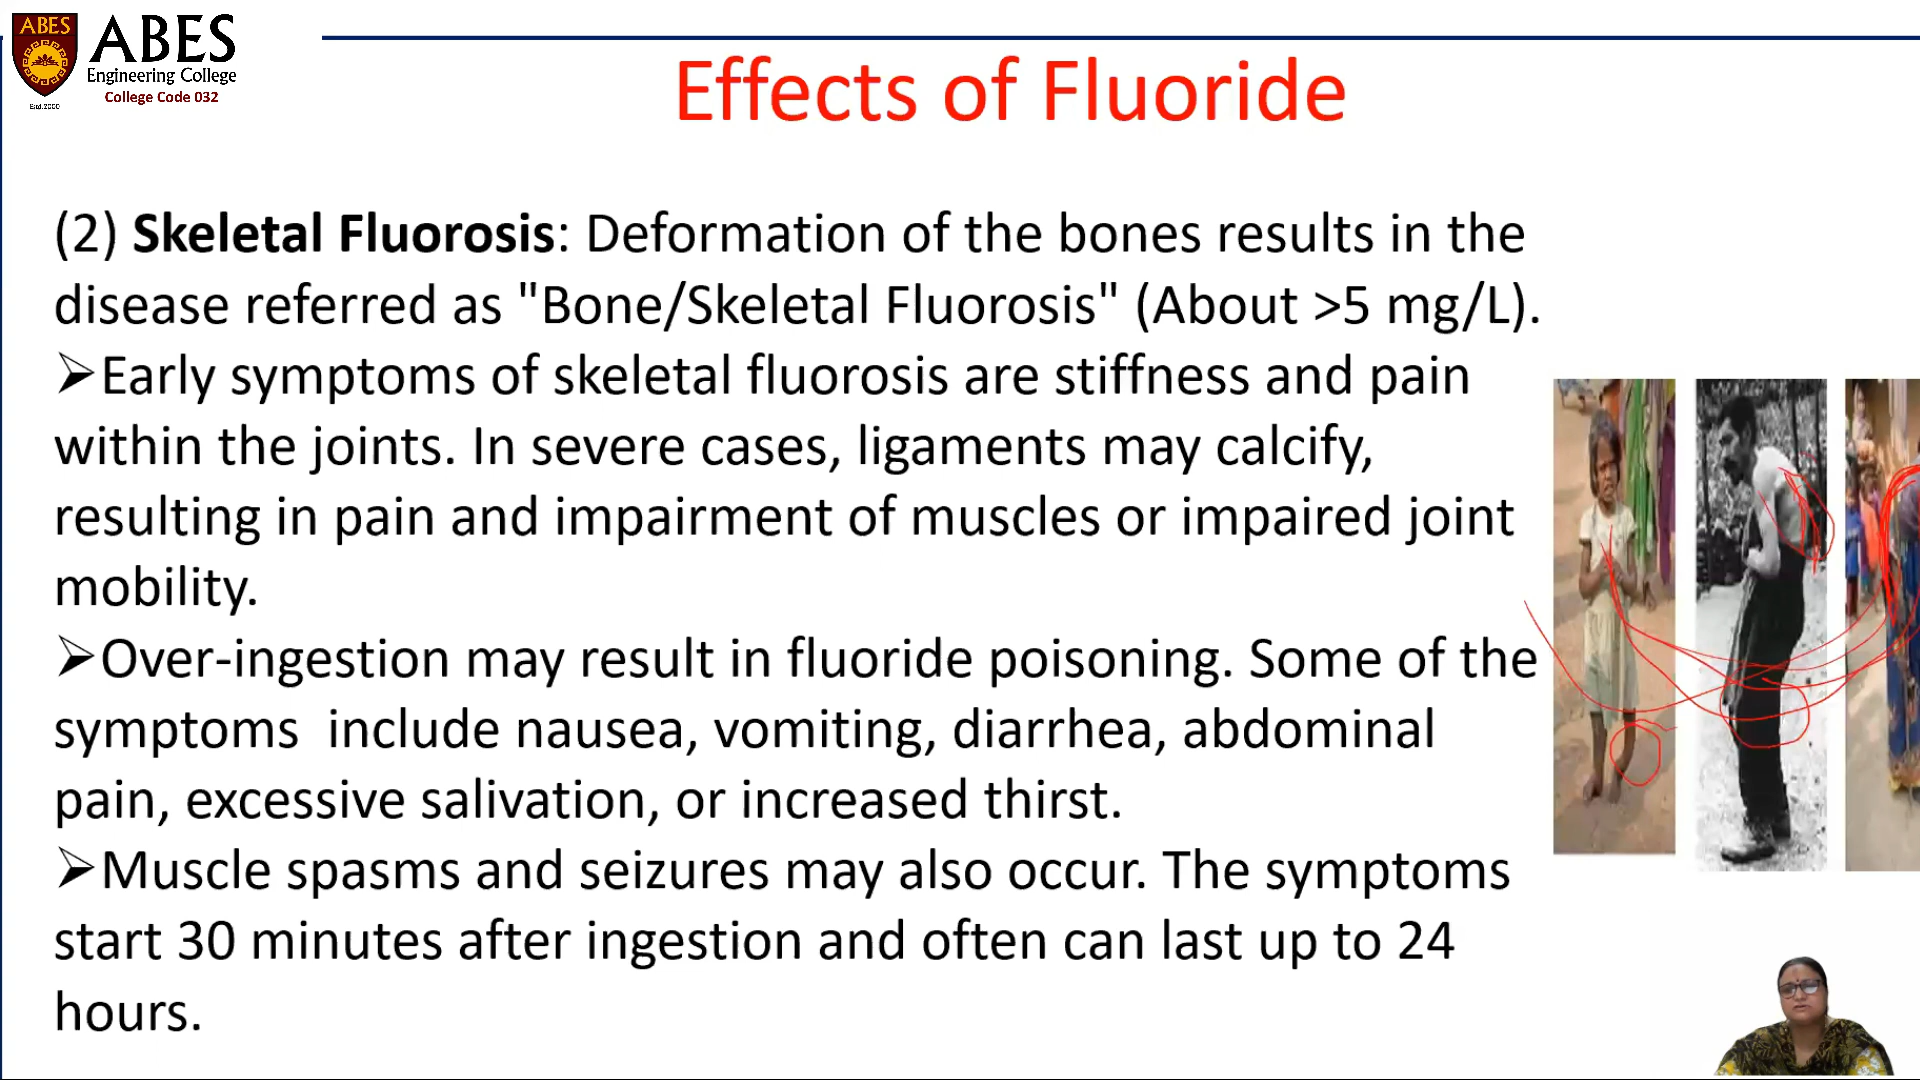 ABES
ABES
Engineering College
College Code 032
Estd.2000
Effects of Fluoride
(2) Skeletal Fluorosis: Deformation of the bones results in the
disease referred as "Bone/Skeletal Fluorosis" (About >5 mg/L).
➢Early symptoms of skeletal fluorosis are stiffness and pain
within the joints. In severe cases, ligaments may calcify,
resulting in pain and impairment of muscles or impaired joint
mobility.
➢Over-ingestion may result in fluoride poisoning. Some of the
symptoms  include nausea, vomiting, diarrhea, abdominal
pain, excessive salivation, or increased thirst.
➢Muscle spasms and seizures may also occur. The symptoms
start 30 minutes after ingestion and often can last up to 24
hours.